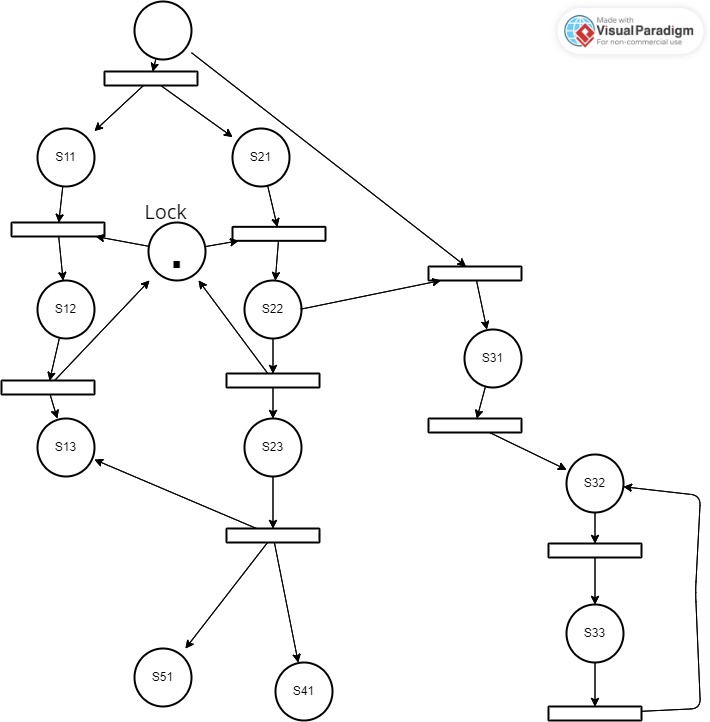 Made with
Visual Paradigm
For non-commercial use
S11
S21
Lock
S12
S22
S31
S13
S23
S32
S33
S51
S41